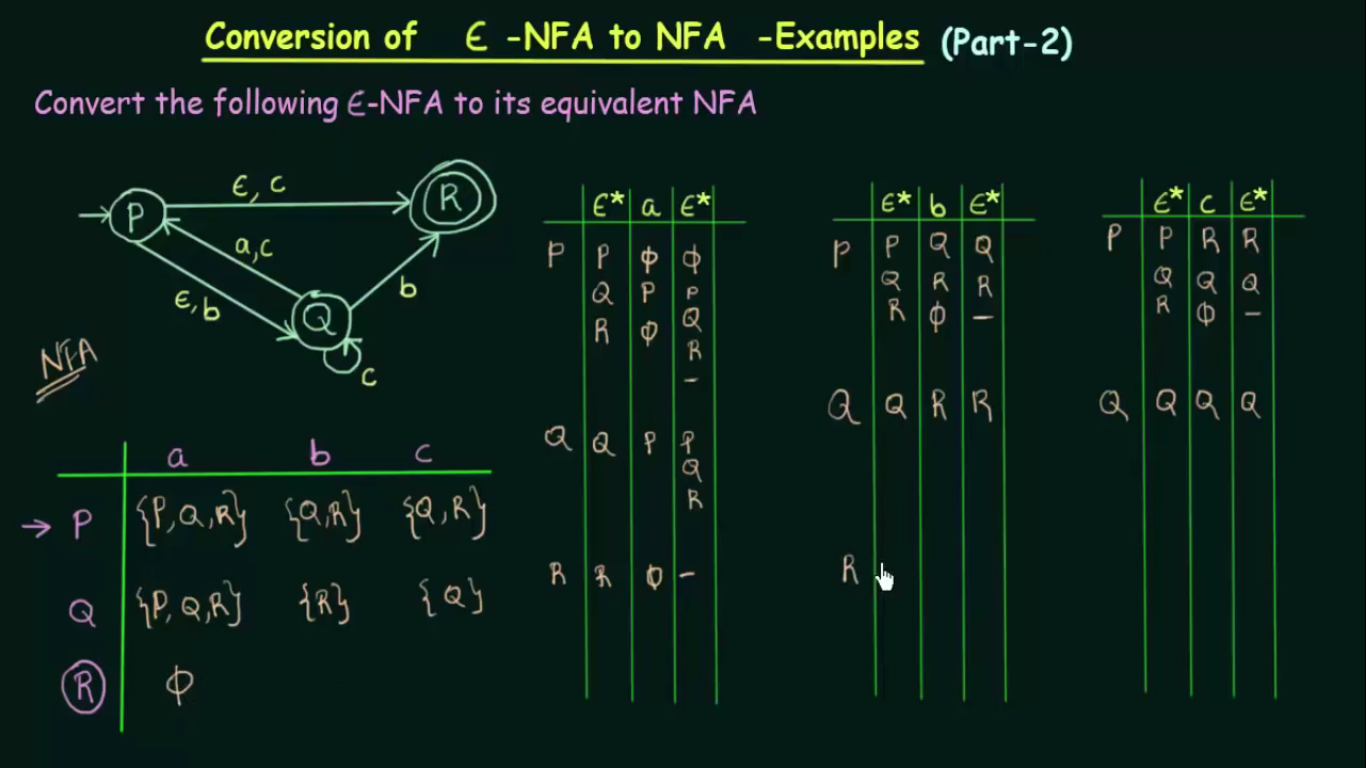 Conversion of ϵ -NFA to NFA -Examples (Part-2)
Convert the following ϵ-NFA to its equivalent NFA
P
ϵ, c
R
a,c
ϵ,b
Q
b
c
NFA
a b c
→ P {P,Q,R} {Q,R} {Q,R}
Q {P,Q,R} {R} {Q}
R ϕ
ϵ* a ϵ*
P P ϕ ϕ
Q P P
Q
R ϕ R
–
Q Q P P
Q
R
R R ϕ –
ϵ* b ϵ*
P P Q Q
Q R R
R ϕ –
Q Q R R
R
ϵ* c ϵ*
P P R R
Q Q Q
R ϕ –
Q Q Q Q